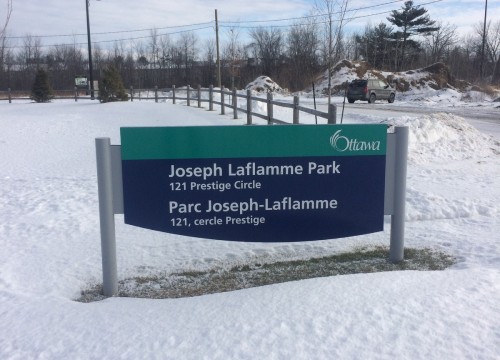 Ottawa
Joseph Laflamme Park
121 Prestige Circle
Parc Joseph-Laflamme
121, cercle Prestige